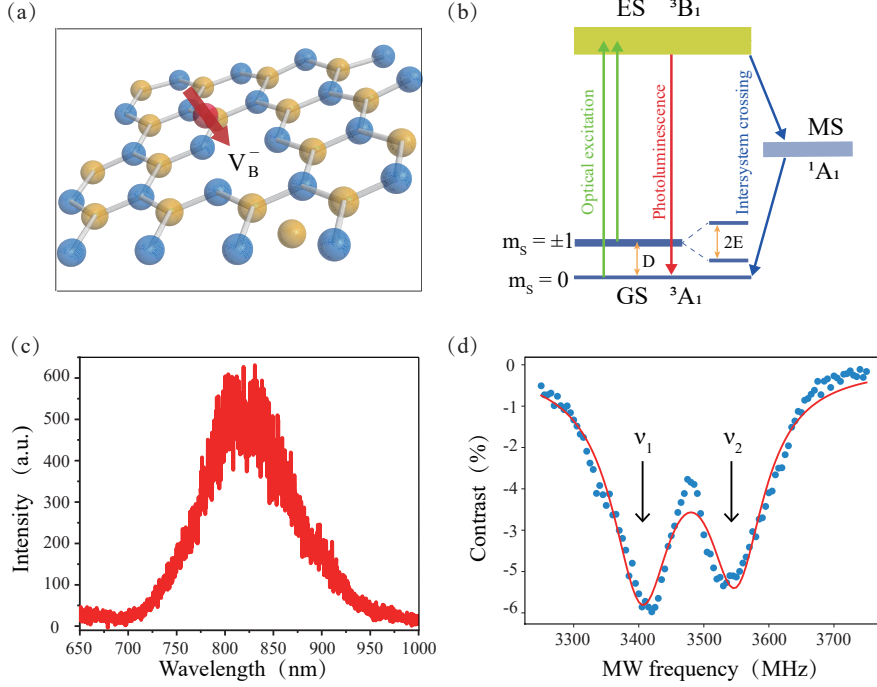 (a)
V_B^−
(b)
ES ³B₁
Optical excitation
Photoluminescence
Intersystem crossing
MS
¹A₁
m_S = ±1
D
2E
m_S = 0
GS ³A₁
(c)
Intensity (a.u.)
600
500
400
300
200
100
0
650 700 750 800 850 900 950 1000
Wavelength (nm)
(d)
Contrast (%)
0
-1
-2
-4
-3
-5
-6
ν₁
ν₂
3300 3400 3500 3600 3700
MW frequency (MHz)